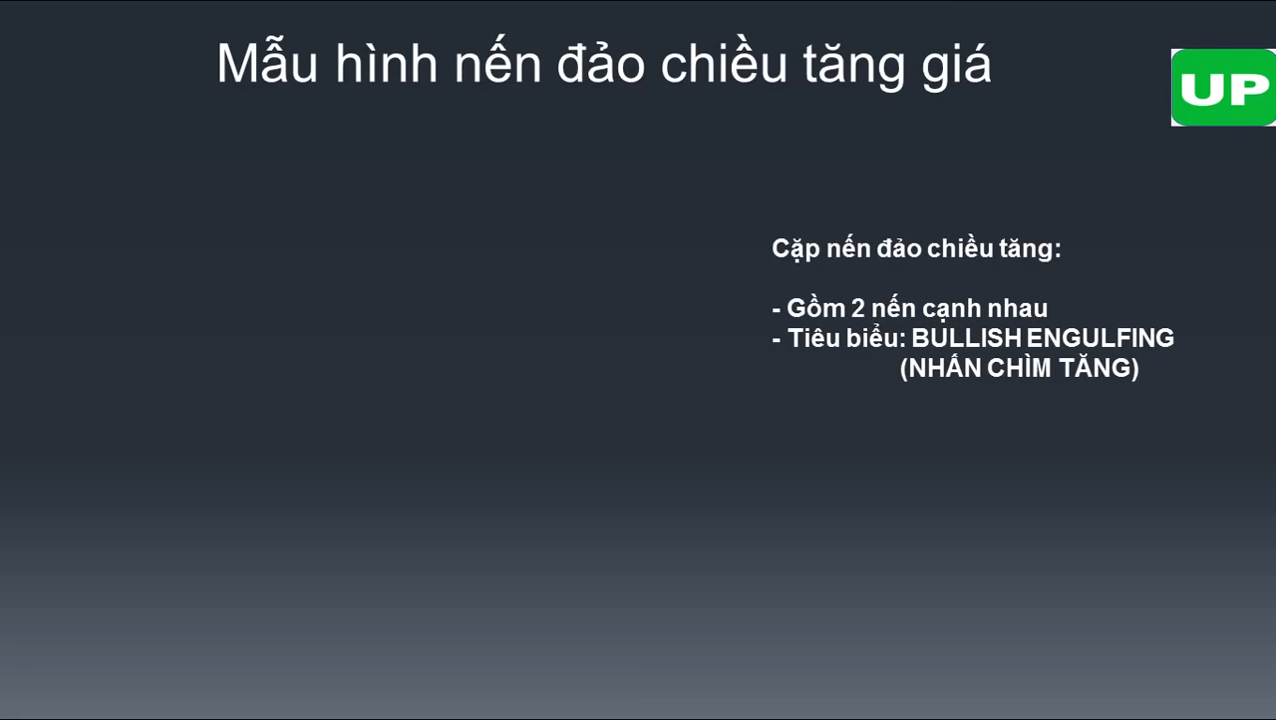 Mẫu hình nến đảo chiều tăng giá
UP
Cặp nến đảo chiều tăng:
- Gồm 2 nến cạnh nhau
- Tiêu biểu: BULLISH ENGULFING
(NHẤN CHÌM TĂNG)